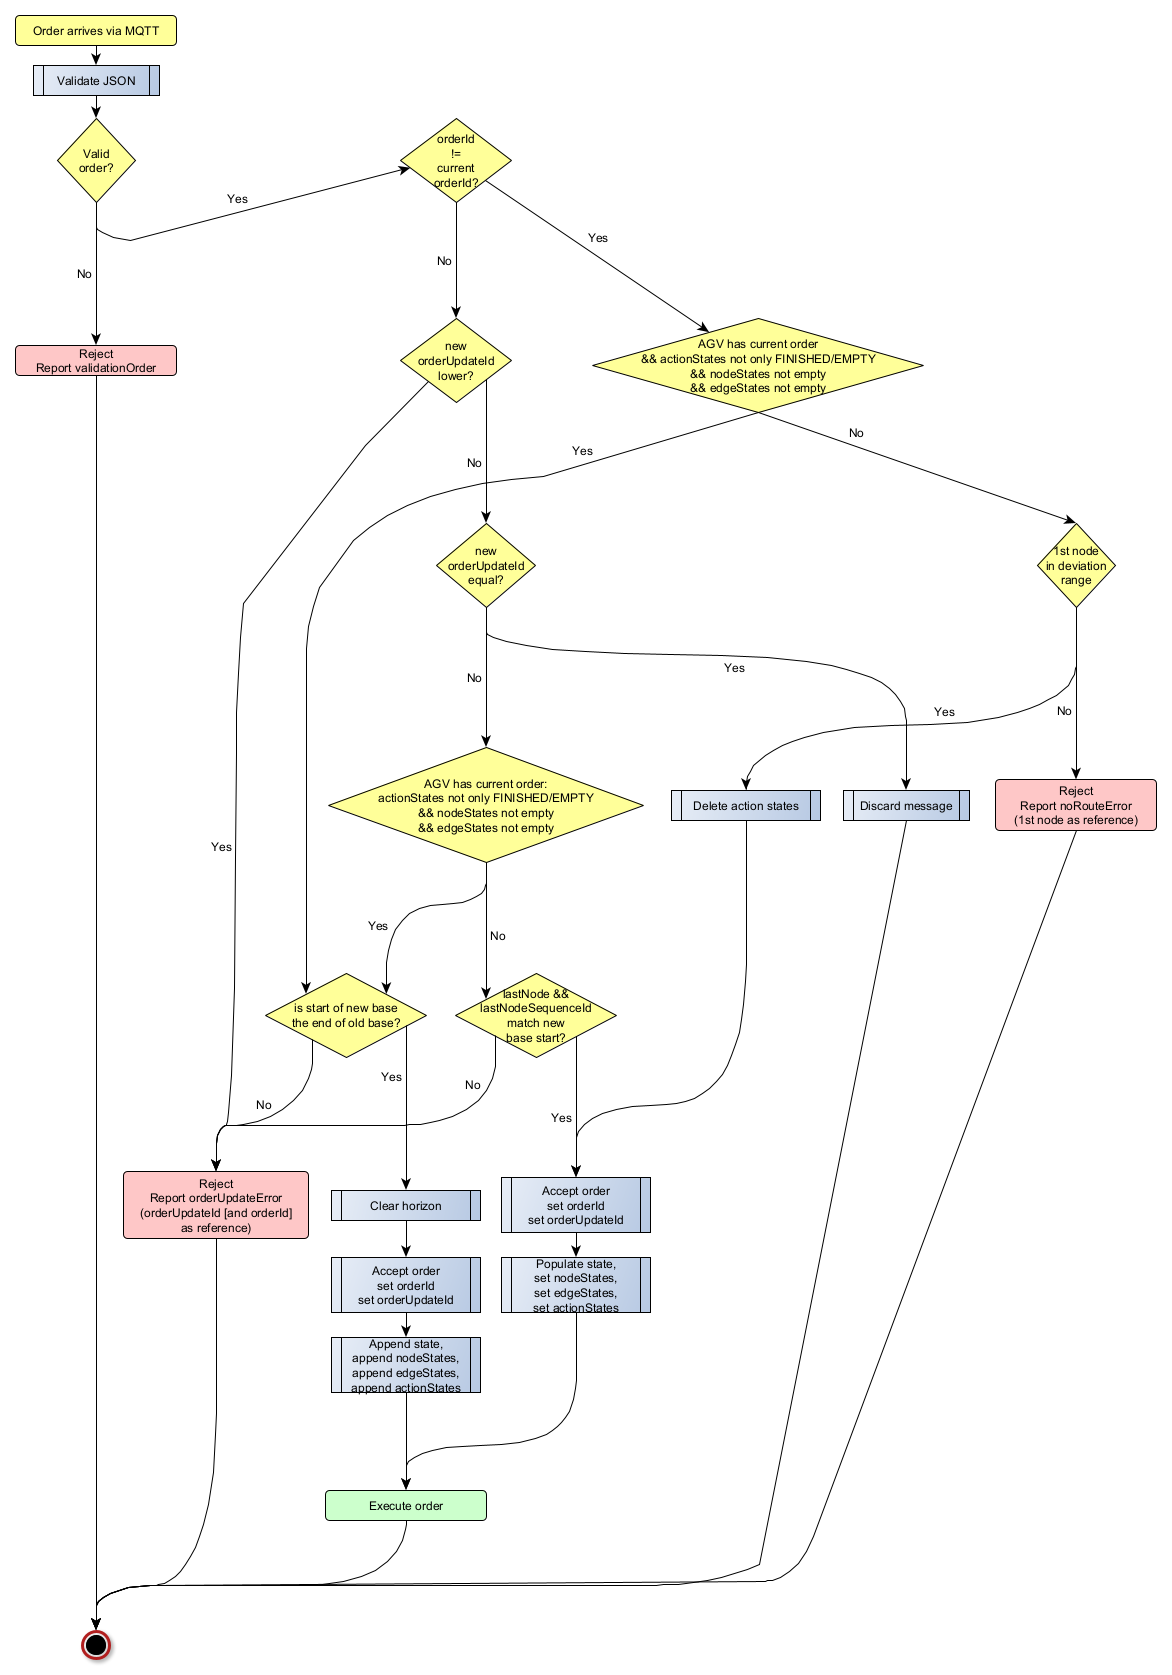 Order arrives via MQTT
Validate JSON
Valid
order?
orderId
!=
current
orderId?
Yes
Yes
No
No
Reject
Report validationOrder
new
orderUpdateId
lower?
AGV has current order
&& actionStates not only FINISHED/EMPTY
&& nodeStates not empty
&& edgeStates not empty
No
Yes
No
new
orderUpdateId
equal?
1st node
in deviation
range
No
Yes
Yes
No
AGV has current order:
actionStates not only FINISHED/EMPTY
&& nodeStates not empty
&& edgeStates not empty
Delete action states
Discard message
Reject
Report noRouteError
(1st node as reference)
Yes
Yes
No
is start of new base
the end of old base?
lastNode &&
lastNodeSequenceId
match new
base start?
No
Yes
No
Yes
Reject
Report orderUpdateError
(orderUpdateId [and orderId]
as reference)
Clear horizon
Accept order
set orderId
set orderUpdateId
Accept order
set orderId
set orderUpdateId
Populate state,
set nodeStates,
set edgeStates,
set actionStates
Append state,
append nodeStates,
append edgeStates,
append actionStates
Execute order